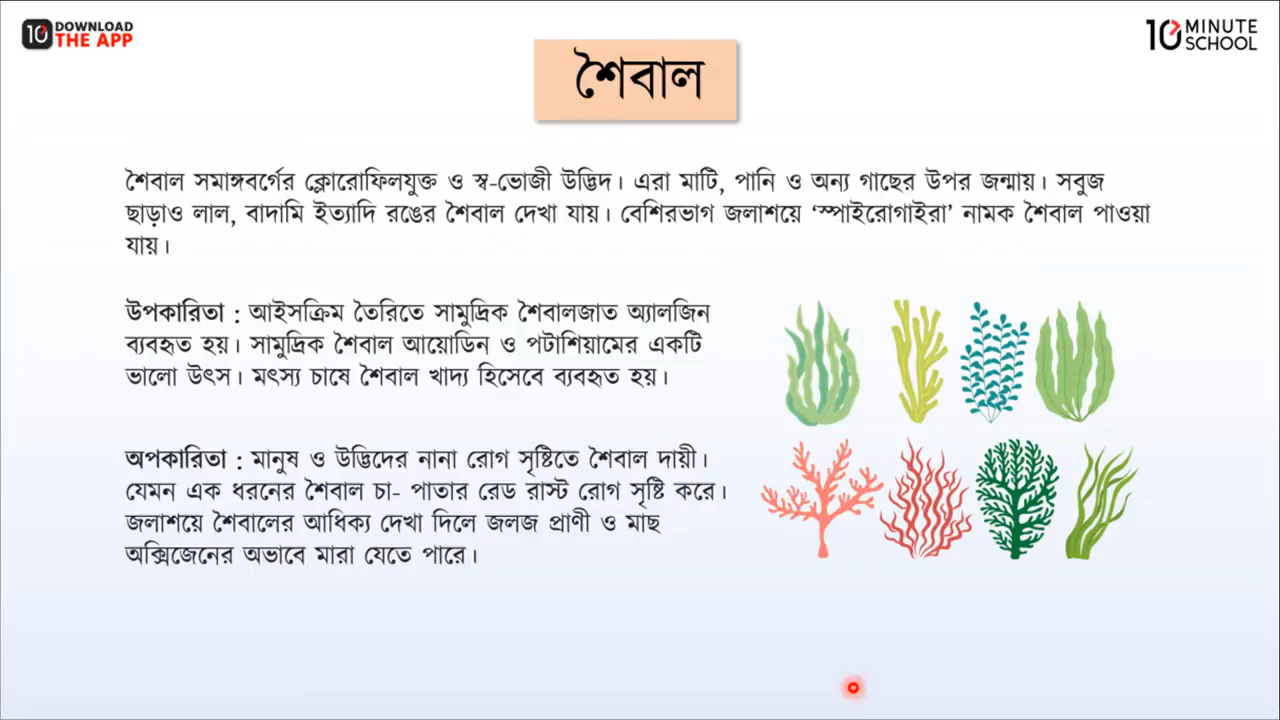 DOWNLOAD
THE APP
10 MINUTE
SCHOOL
শৈবাল
শৈবাল সমাঙ্গবর্গের ক্লোরোফিলযুক্ত ও স্ব-ভোজী উদ্ভিদ। এরা মাটি, পানি ও অন্য গাছের উপর জন্মায়। সবুজ
ছাড়াও লাল, বাদামি ইত্যাদি রঙের শৈবাল দেখা যায়। বেশিরভাগ জলাশয়ে ‘স্পাইরোগাইরা’ নামক শৈবাল পাওয়া
যায়।
উপকারিতা : আইসক্রিম তৈরিতে সামুদ্রিক শৈবালজাত অ্যালজিন
ব্যবহৃত হয়। সামুদ্রিক শৈবাল আয়োডিন ও পটাশিয়ামের একটি
ভালো উৎস। মৎস্য চাষে শৈবাল খাদ্য হিসেবে ব্যবহৃত হয়।
অপকারিতা : মানুষ ও উদ্ভিদের নানা রোগ সৃষ্টিতে শৈবাল দায়ী।
যেমন এক ধরনের শৈবাল চা- পাতার রেড রাস্ট রোগ সৃষ্টি করে।
জলাশয়ে শৈবালের আধিক্য দেখা দিলে জলজ প্রাণী ও মাছ
অক্সিজেনের অভাবে মারা যেতে পারে।